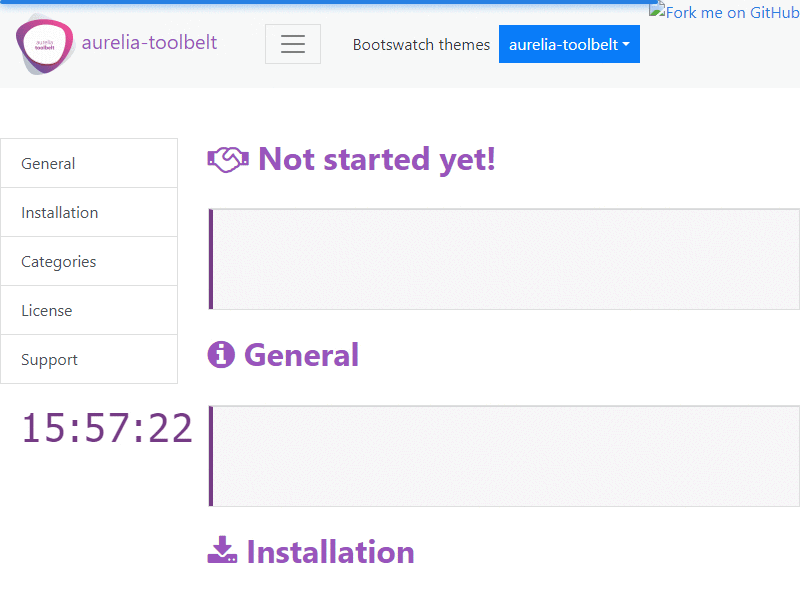 Fork me on GitHub
aurelia
toolbelt
aurelia-toolbelt
Bootswatch themes
aurelia-toolbelt
General
Installation
Categories
License
Support
15:57:22
Not started yet!
General
Installation